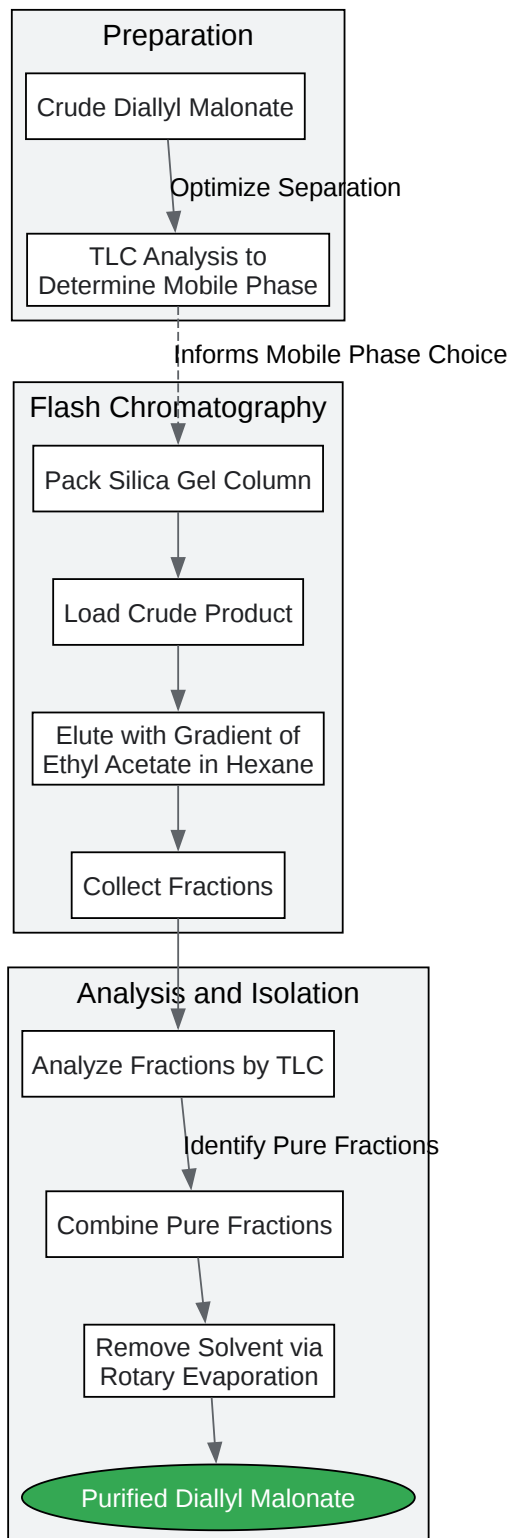 Preparation
Crude Diallyl Malonate
Optimize Separation
TLC Analysis to
Determine Mobile Phase
Informs Mobile Phase Choice
Flash Chromatography
Pack Silica Gel Column
Load Crude Product
Elute with Gradient of
Ethyl Acetate in Hexane
Collect Fractions
Analysis and Isolation
Analyze Fractions by TLC
Identify Pure Fractions
Combine Pure Fractions
Remove Solvent via
Rotary Evaporation
Purified Diallyl Malonate